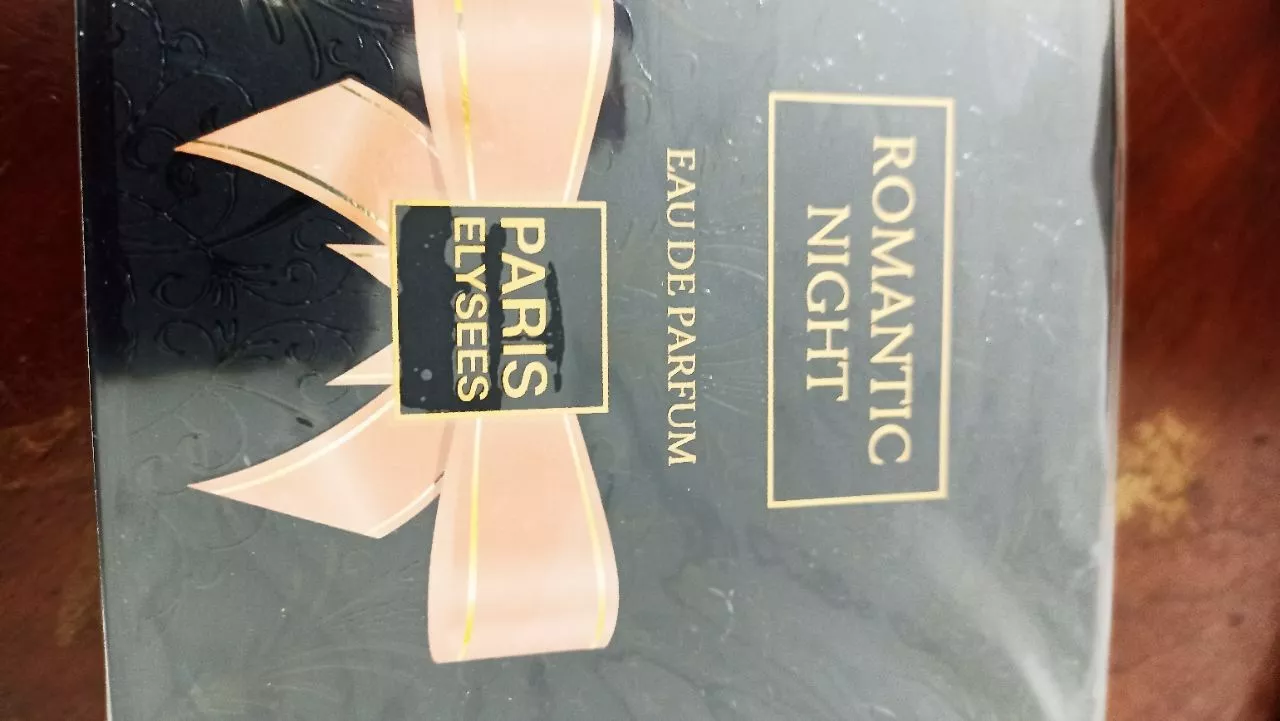 ROMANTIC
NIGHT
EAU DE PARFUM
PARIS
ELYSEES